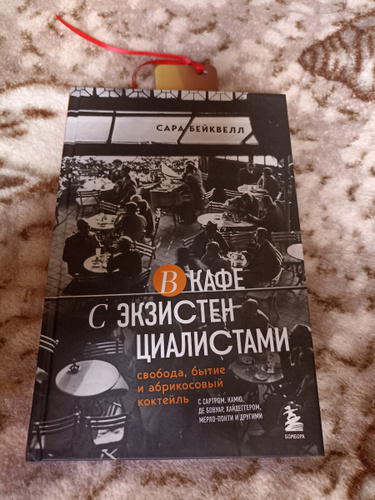 САРА БЕЙКВЕЛЛ
В КАФЕ
С ЭКЗИСТЕН
ЦИАЛИСТАМИ
свобода, бытие
и абрикосовый
коктейль
С САРТРОМ, КАМЮ,
ДЕ БОВУАР, ХАЙДЕГГЕРОМ,
МЕРЛО-ПОНТИ И ДРУГИМИ
БОМБОРА